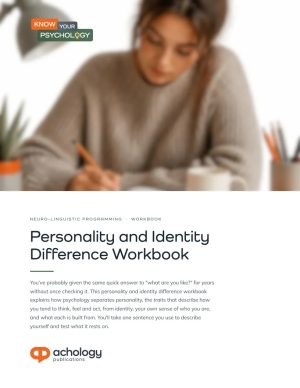 KNOW YOUR
PSYCHOLOGY
NEURO-LINGUISTIC PROGRAMMING · WORKBOOK
Personality and Identity
Difference Workbook
You've probably given the same quick answer to "what are you like?" for years
without once checking it. This personality and identity difference workbook
explains how psychology separates personality, the traits that describe how
you tend to think, feel and act, from identity, your own sense of who you are,
and what each is built from. You'll take one sentence you use to describe
yourself and test what it rests on.
achology
publications